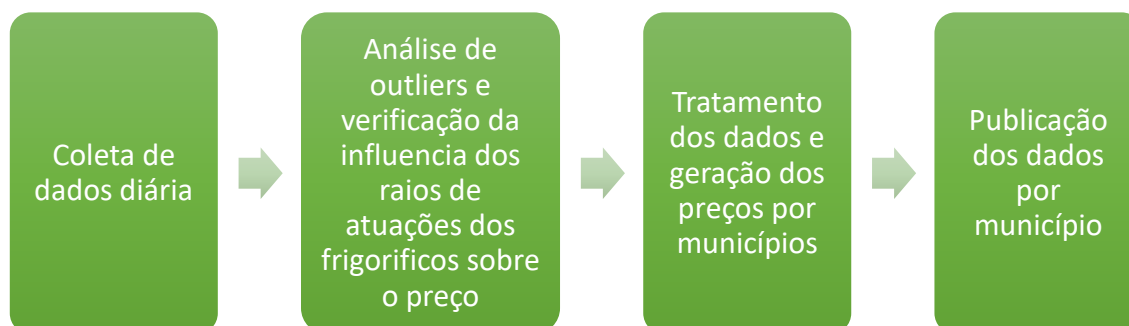 Coleta de
dados diária
Análise de
outliers e
verificação da
influencia dos
raios de
atuações dos
frigorificos sobre
o preço
Tratamento
dos dados e
geração dos
preços por
municípios
Publicação
dos dados
por
município